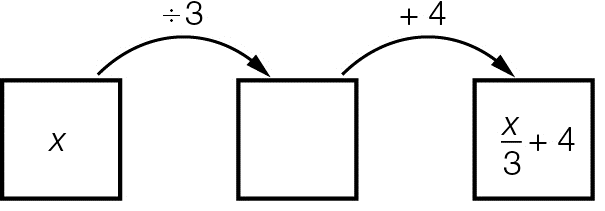 ÷3 + 4
x
x/3 + 4